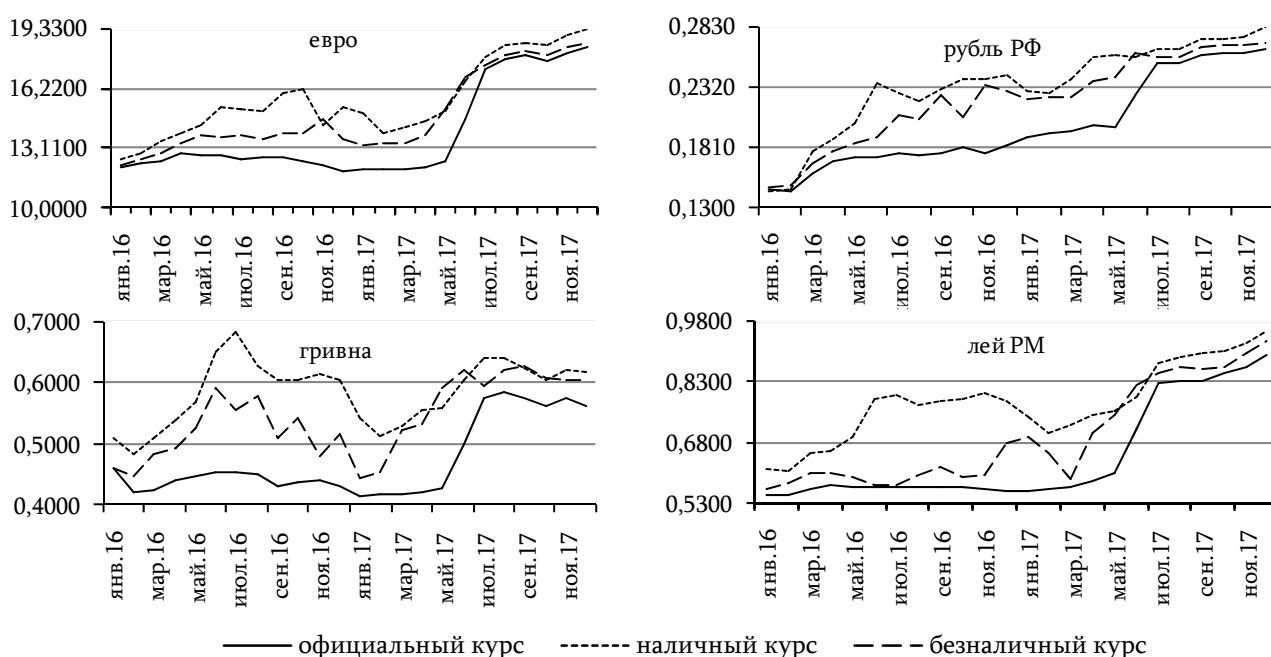 евро
19,3300
16,2200
13,1100
10,0000
янв.16
мар.16
май.16
июл.16
сен.16
ноя.16
янв.17
мар.17
май.17
июл.17
сен.17
ноя.17
рубль РФ
0,2830
0,2320
0,1810
0,1300
янв.16
мар.16
май.16
июл.16
сен.16
ноя.16
янв.17
мар.17
май.17
июл.17
сен.17
ноя.17
гривна
0,7000
0,6000
0,5000
0,4000
янв.16
мар.16
май.16
июл.16
сен.16
ноя.16
янв.17
мар.17
май.17
июл.17
сен.17
ноя.17
лей РМ
0,9800
0,8300
0,6800
0,5300
янв.16
мар.16
май.16
июл.16
сен.16
ноя.16
янв.17
мар.17
май.17
июл.17
сен.17
ноя.17
официальный курс наличный курс безналичный курс